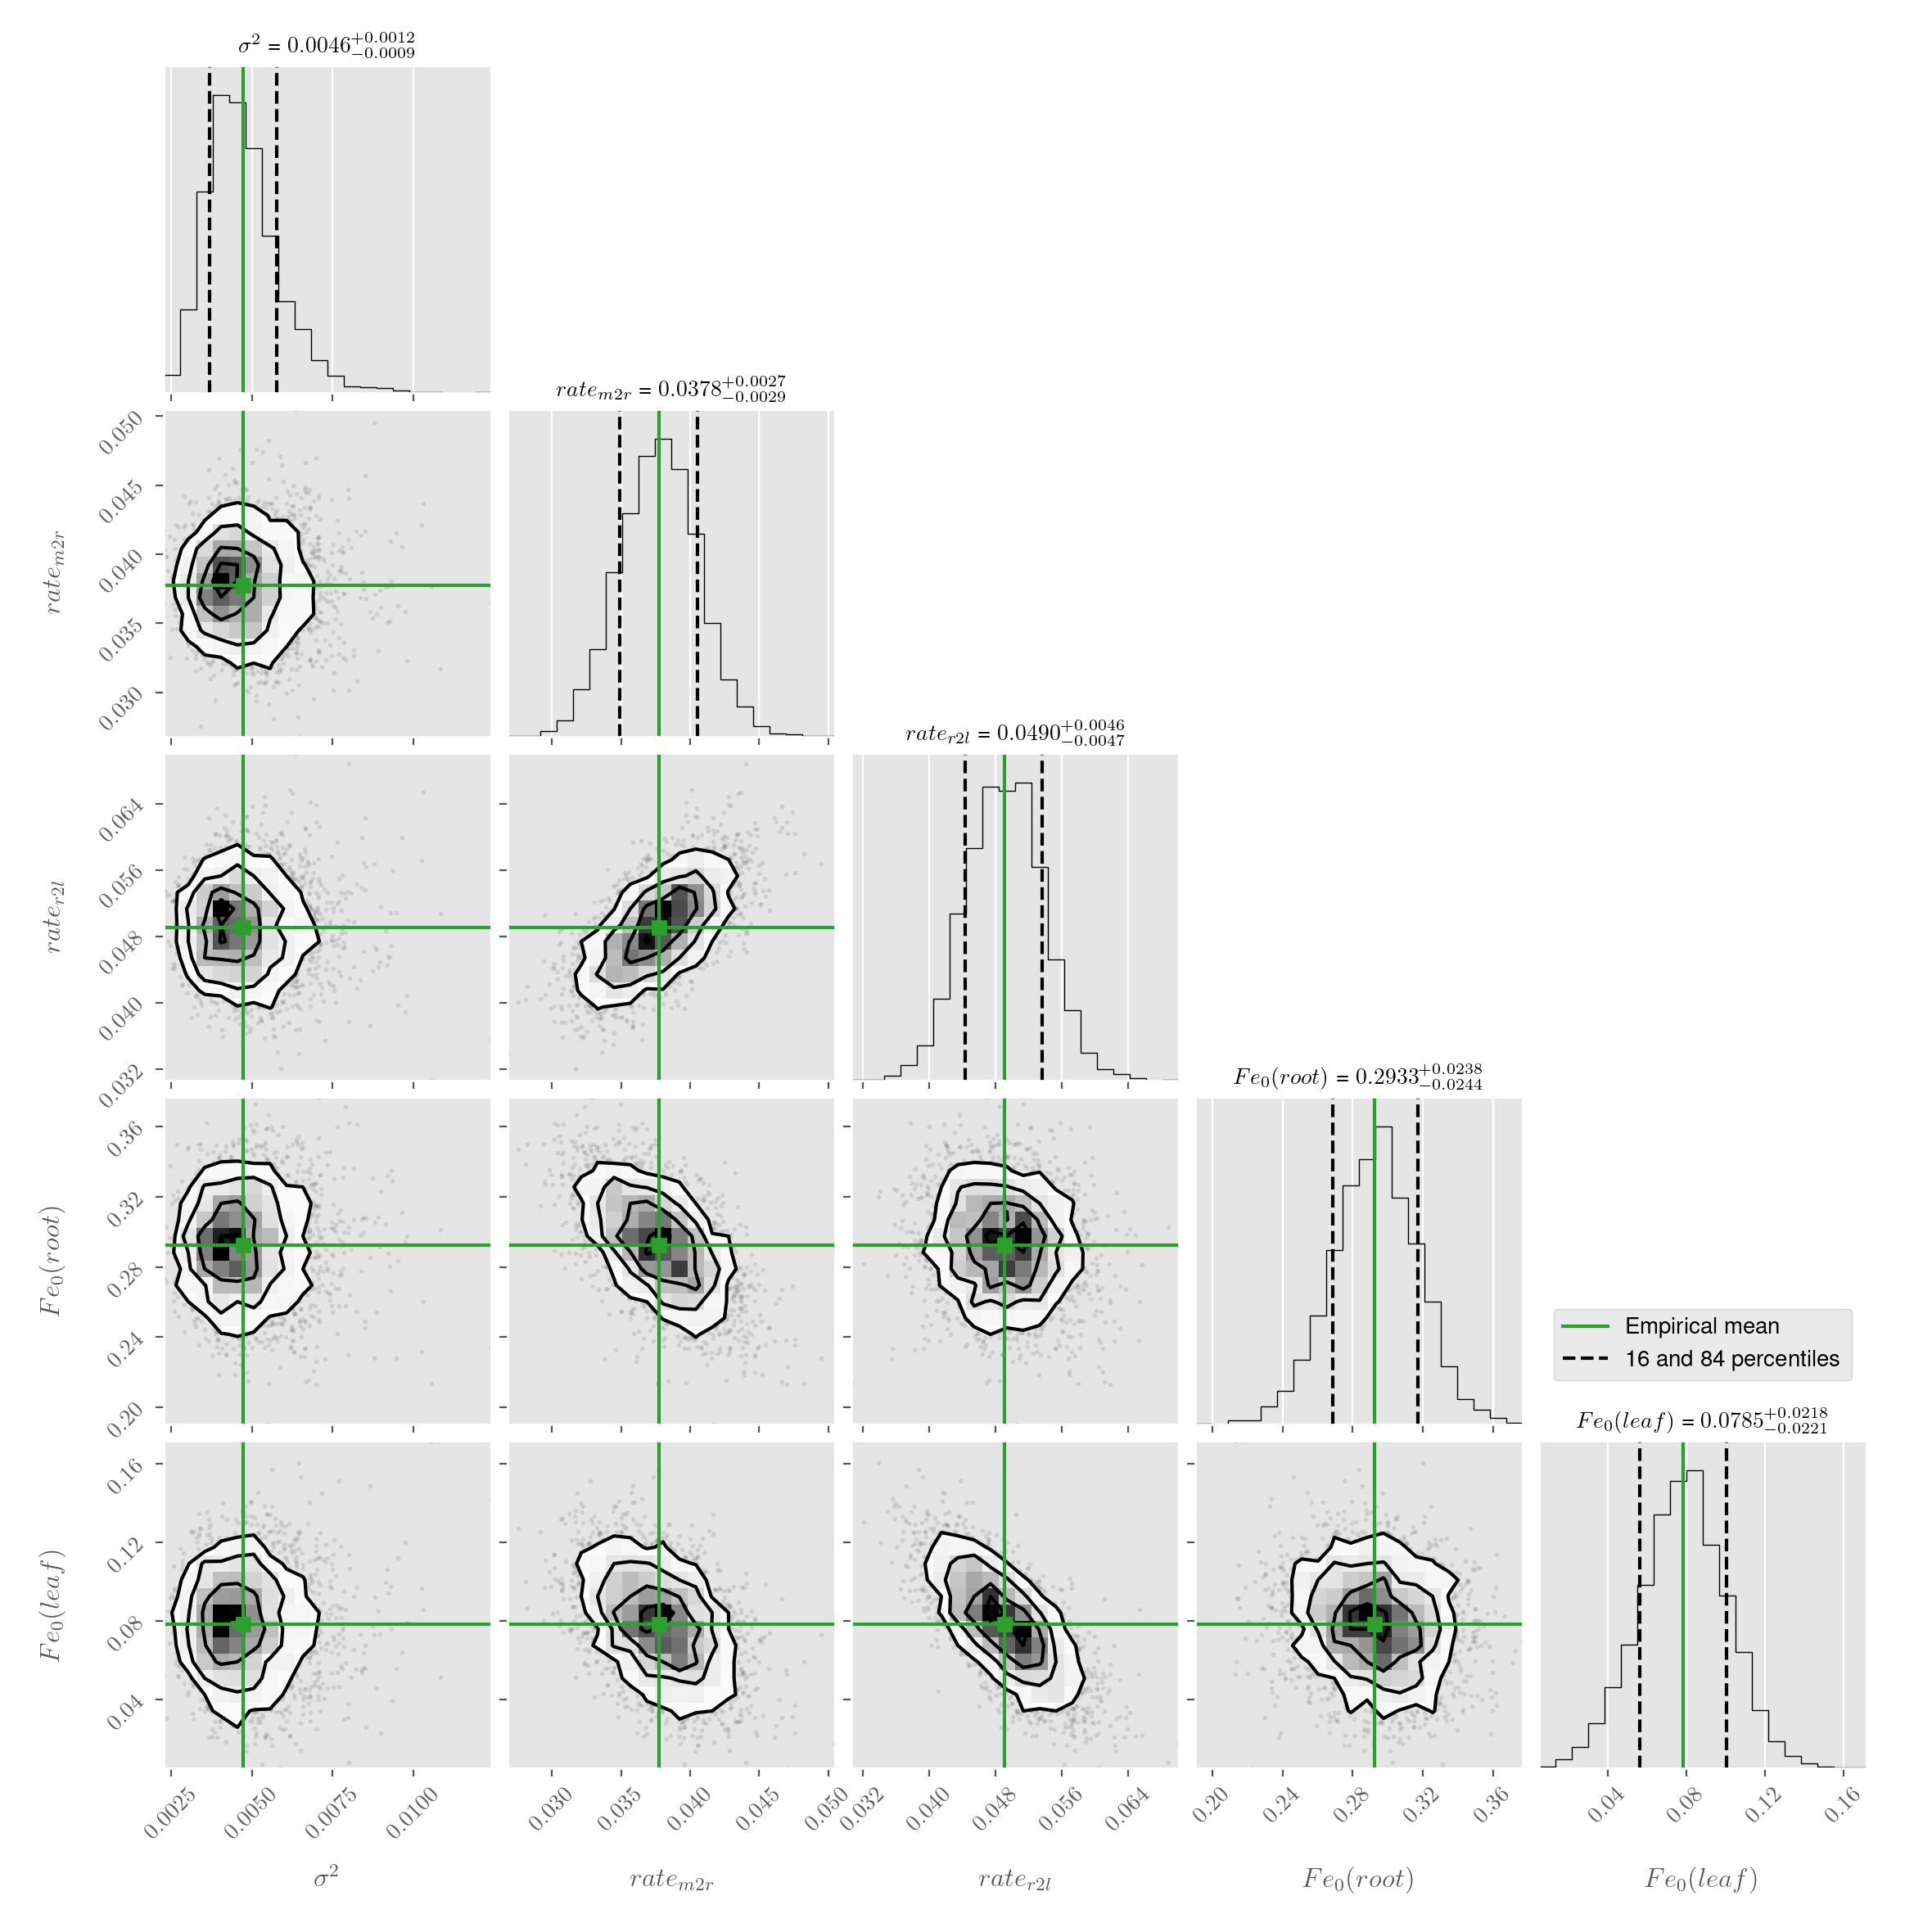 σ² = 0.0046+0.0012 −0.0009
rate_m2r = 0.0378+0.0027 −0.0029
0.050
0.045
0.040
0.035
0.030
rate_m2r
rate_r2l = 0.0490+0.0046 −0.0047
0.064
0.056
0.048
0.040
0.032
rate_r2l
Fe₀(root) = 0.2933+0.0238 −0.0244
0.36
0.32
0.28
0.24
0.20
Fe₀(root)
Empirical mean
16 and 84 percentiles
Fe₀(leaf) = 0.0785+0.0218 −0.0221
0.16
0.12
0.08
0.04
Fe₀(leaf)
0.0025 0.0050 0.0075 0.0100
0.030 0.035 0.040 0.045 0.050
0.032 0.040 0.048 0.056 0.064
0.20 0.24 0.28 0.32 0.36
0.04 0.08 0.12 0.16
σ²
rate_m2r
rate_r2l
Fe₀(root)
Fe₀(leaf)